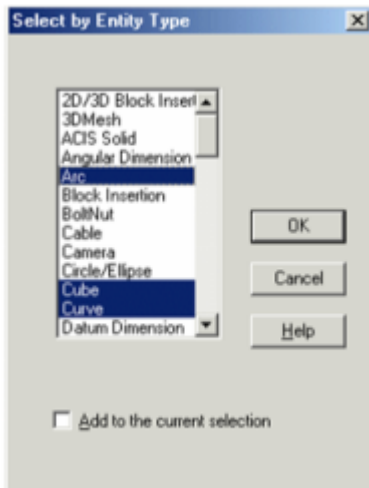 Select by Entity Type
2D/3D Block Insert
3DMesh
ACIS Solid
Angular Dimension
Arc
Block Insertion
BoltNut
Cable
Camera
Circle/Ellipse
Cube
Curve
Datum Dimension
OK
Cancel
Help
Add to the current selection